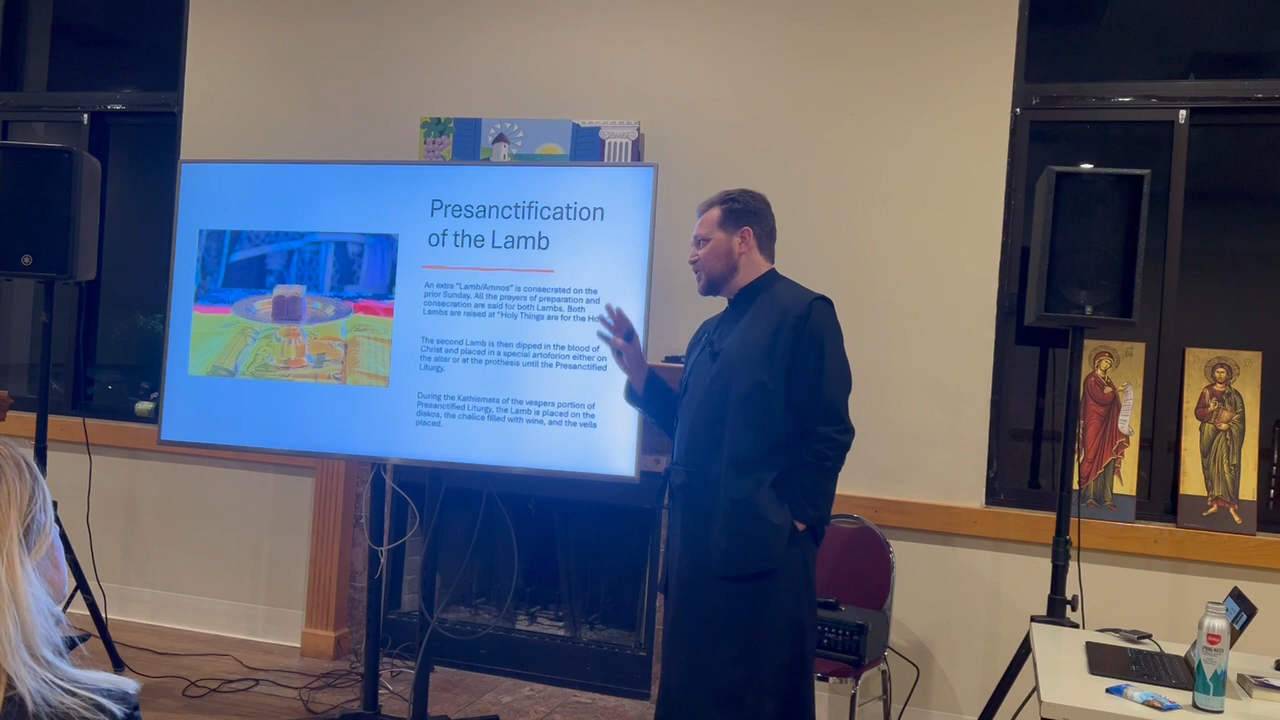 Presanctification
of the Lamb
An extra "Lamb/Amnos" is consecrated on the
prior Sunday. All the prayers of preparation and
consecration are said for both Lambs. Both
Lambs are raised at "Holy Things are for the Ho
The second Lamb is then dipped in the blood of
Christ and placed in a special artoforion either on
the altar or at the prothesis until the Presanctified
Liturgy.
During the Kathismata of the vespers portion of
Presanctified Liturgy, the Lamb is placed on the
diskos, the chalice filled with wine, and the veils
placed.